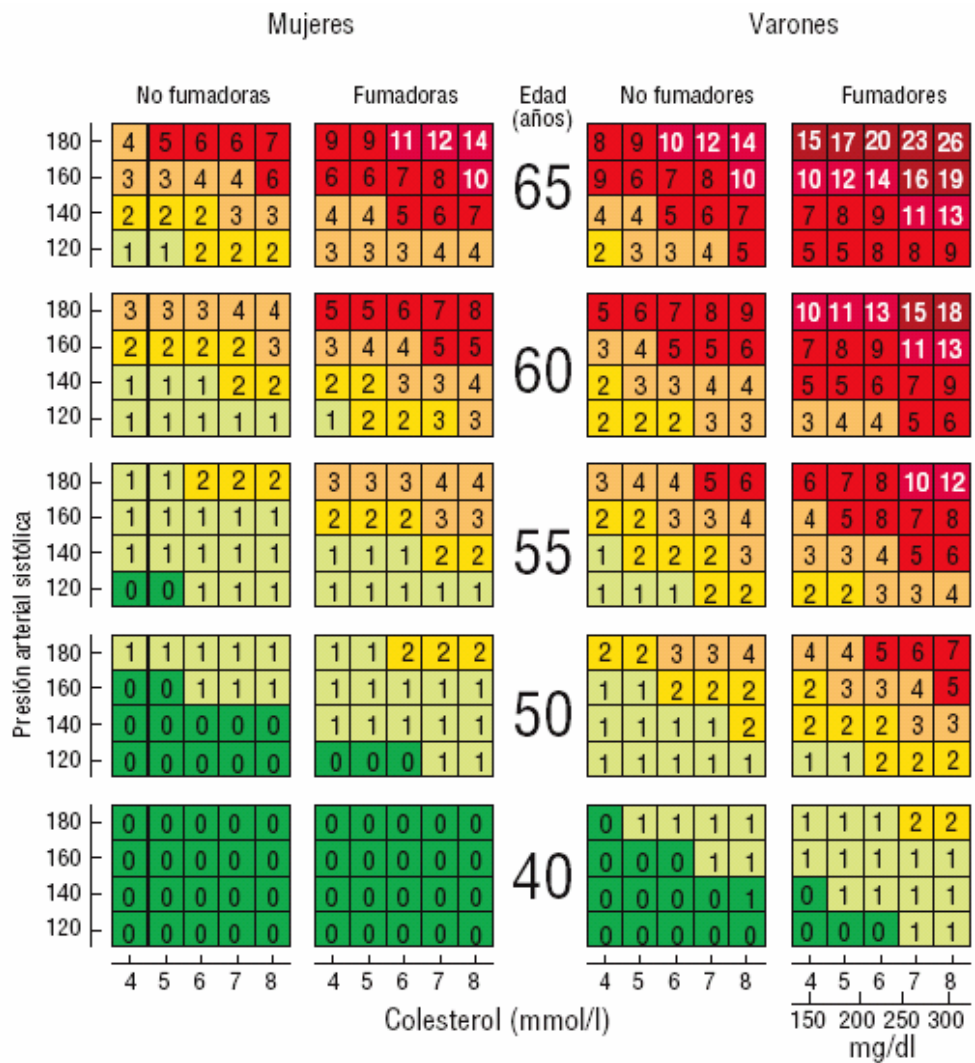 Mujeres Varones
No fumadoras Fumadoras Edad (años) No fumadores Fumadores
180 4 5 6 6 7 9 9 11 12 14 8 9 10 12 14 15 17 20 23 26
160 3 3 4 4 6 6 6 7 8 10 65 9 6 7 8 10 10 12 14 16 19
140 2 2 2 3 3 4 4 5 6 7 4 4 5 6 7 7 8 9 11 13
120 1 1 2 2 2 3 3 3 4 4 2 3 3 4 5 5 5 8 8 9
180 3 3 3 4 4 5 5 6 7 8 5 6 7 8 9 10 11 13 15 18
160 2 2 2 2 3 3 4 4 5 5 60 3 4 5 5 6 7 8 9 11 13
140 1 1 1 2 2 2 2 3 3 4 2 3 3 4 4 5 5 6 7 9
120 1 1 1 1 1 1 2 2 3 3 2 2 2 3 3 3 4 4 5 6
180 1 1 2 2 2 3 3 3 4 4 3 4 4 5 6 6 7 8 10 12
160 1 1 1 1 1 2 2 2 3 3 55 2 2 3 3 4 4 5 8 7 8
140 1 1 1 1 1 1 1 1 2 2 1 2 2 2 3 3 3 4 5 6
120 0 0 1 1 1 1 1 1 1 1 1 1 1 2 2 2 2 3 3 4
180 1 1 1 1 1 1 1 2 2 2 2 2 3 3 4 4 4 5 6 7
160 0 0 1 1 1 1 1 1 1 1 50 1 1 2 2 2 2 3 3 4 5
140 0 0 0 0 0 1 1 1 1 1 1 1 1 1 2 2 2 2 3 3
120 0 0 0 0 0 0 0 0 1 1 1 1 1 1 1 1 1 2 2 2
180 0 0 0 0 0 0 0 0 0 0 0 1 1 1 1 1 1 1 2 2
160 0 0 0 0 0 0 0 0 0 0 40 0 0 0 1 1 1 1 1 1 1
140 0 0 0 0 0 0 0 0 0 0 0 0 0 0 1 0 1 1 1 1
120 0 0 0 0 0 0 0 0 0 0 0 0 0 0 0 0 0 0 1 1
Presión arterial sistólica
4 5 6 7 8 4 5 6 7 8 4 5 6 7 8 4 5 6 7 8
Colesterol (mmol/l)
150 200 250 300
mg/dl